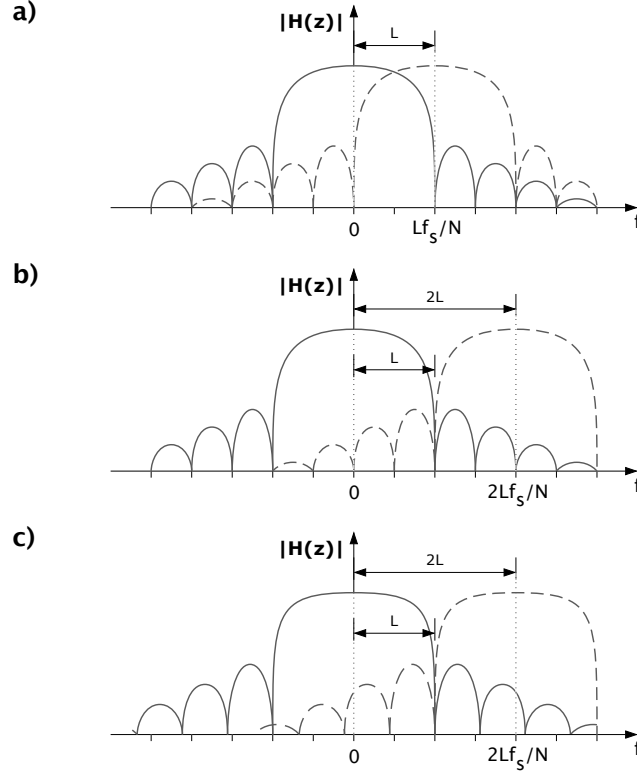 a)
|H(z)|
L
0
Lf_s/N
f
b)
|H(z)|
2L
L
0
2Lf_s/N
f
c)
|H(z)|
2L
L
0
2Lf_s/N
f